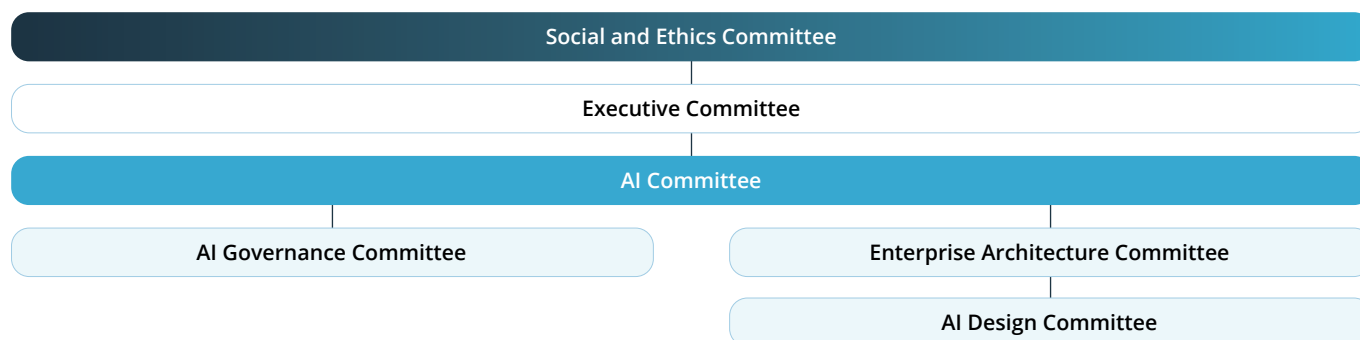 Social and Ethics Committee
Executive Committee
AI Committee
AI Governance Committee
Enterprise Architecture Committee
AI Design Committee